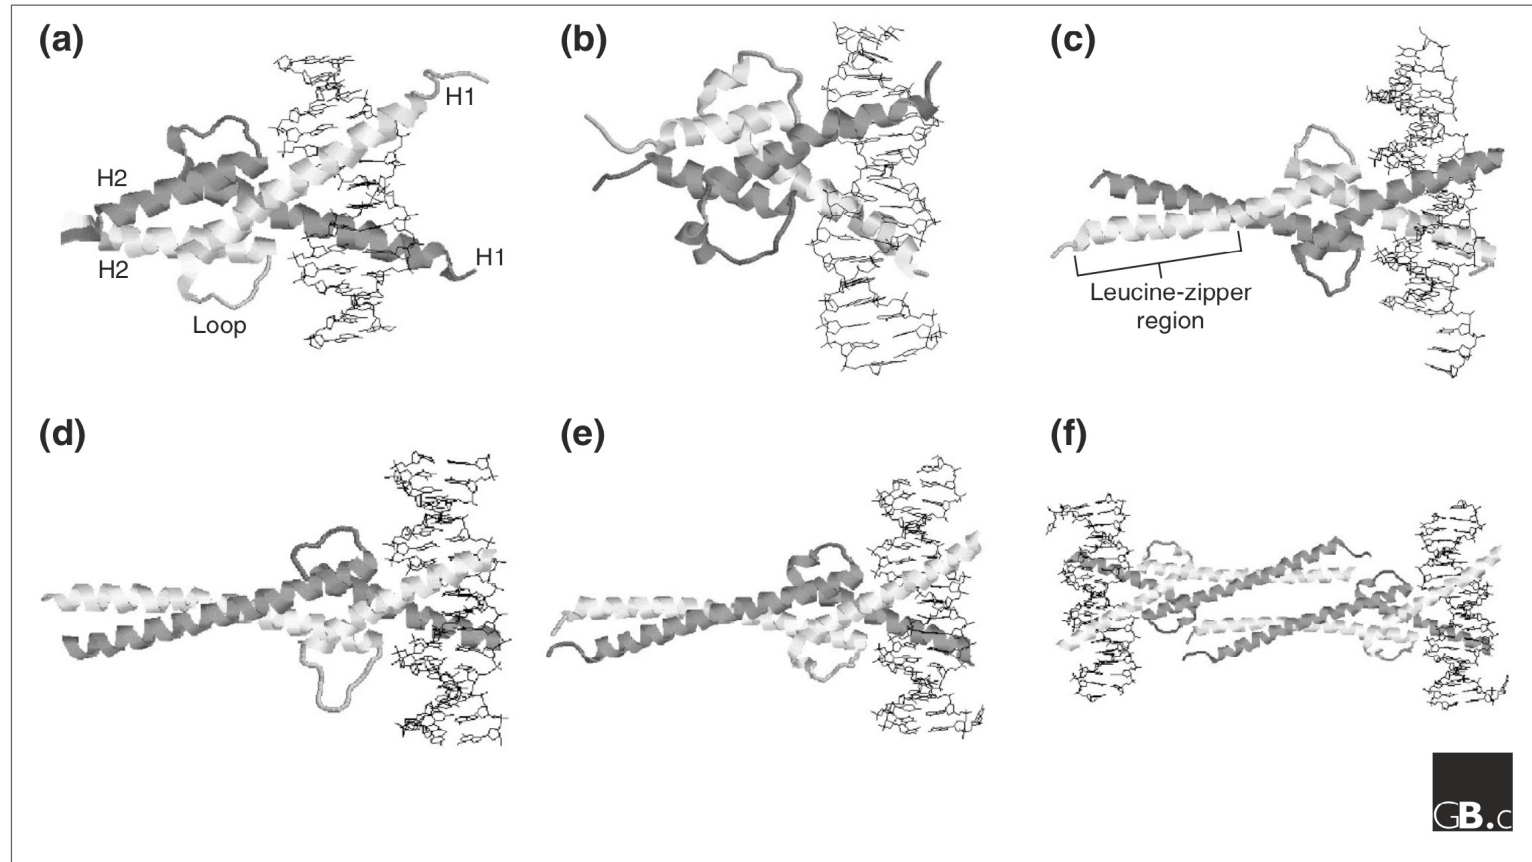 (a)
(b)
(c)
H1
H2
H2
H1
Loop
Leucine-zipper
region
(d)
(e)
(f)
GB.c